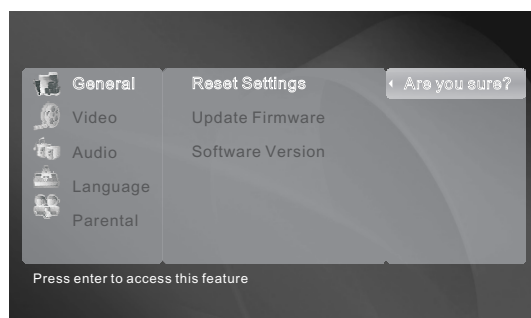 General
Reset Settings
Are you sure?
Video
Update Firmware
Audio
Software Version
Language
Parental
Press enter to access this feature